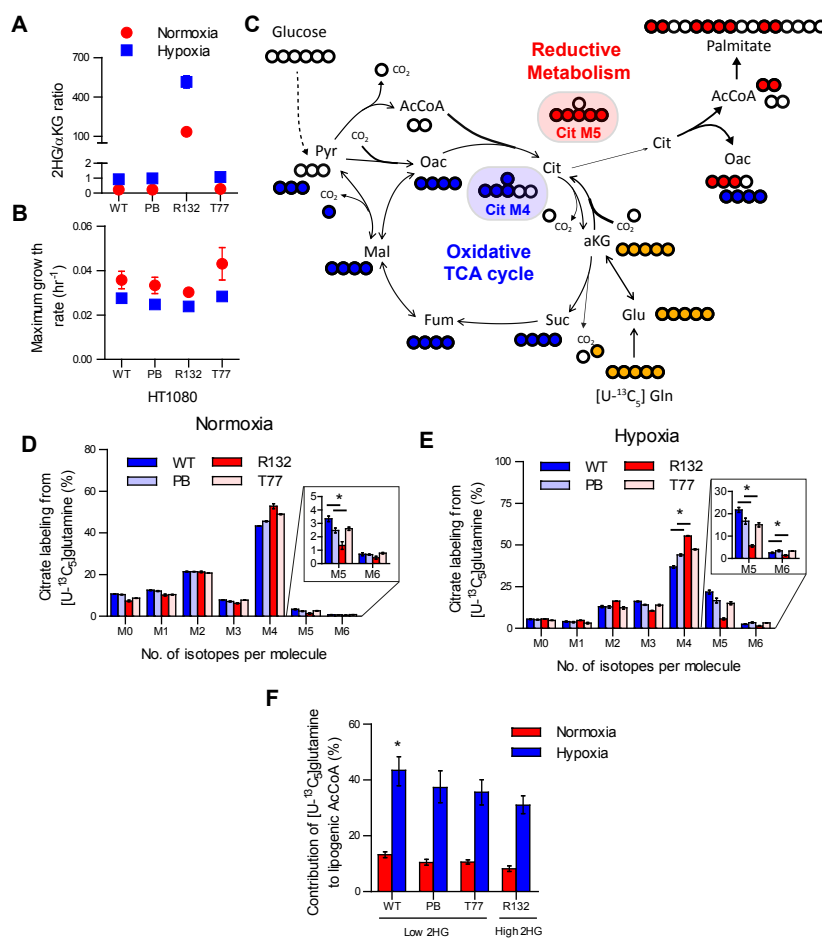 A
Normoxia
Hypoxia
2HG/αKG ratio
700
500
300
100
2
1
0
WT PB R132 T77
B
Maximum grow th
rate (hr-1)
0.06
0.04
0.02
0.00
WT PB R132 T77
HT1080
C
Glucose
CO2
AcCoA
Pyr
CO2
Oac
CO2
Mal
Fum
Suc
CO2
Reductive
Metabolism
Cit M5
Cit
Cit M4
Oxidative
TCA cycle
CO2
CO2
aKG
Glu
[U-13C5] Gln
Palmitate
AcCoA
Cit
Oac
D
Normoxia
Citrate labeling from
[U-13C5]glutamine (%)
80
60
40
20
0
WT R132
PB T77
M0 M1 M2 M3 M4 M5 M6
No. of isotopes per molecule
5
4
3
2
1
0
*
M5 M6
E
Hypoxia
Citrate labeling from
[U-13C5]glutamine (%)
100
75
50
25
0
WT R132
PB T77
*
M0 M1 M2 M3 M4 M5 M6
No. of isotopes per molecule
30
20
10
0
*
*
M5 M6
F
Contribution of [U-13C5]glutamine
to lipogenic AcCoA (%)
60
40
20
0
Normoxia
Hypoxia
*
WT PB T77 R132
Low 2HG High 2HG